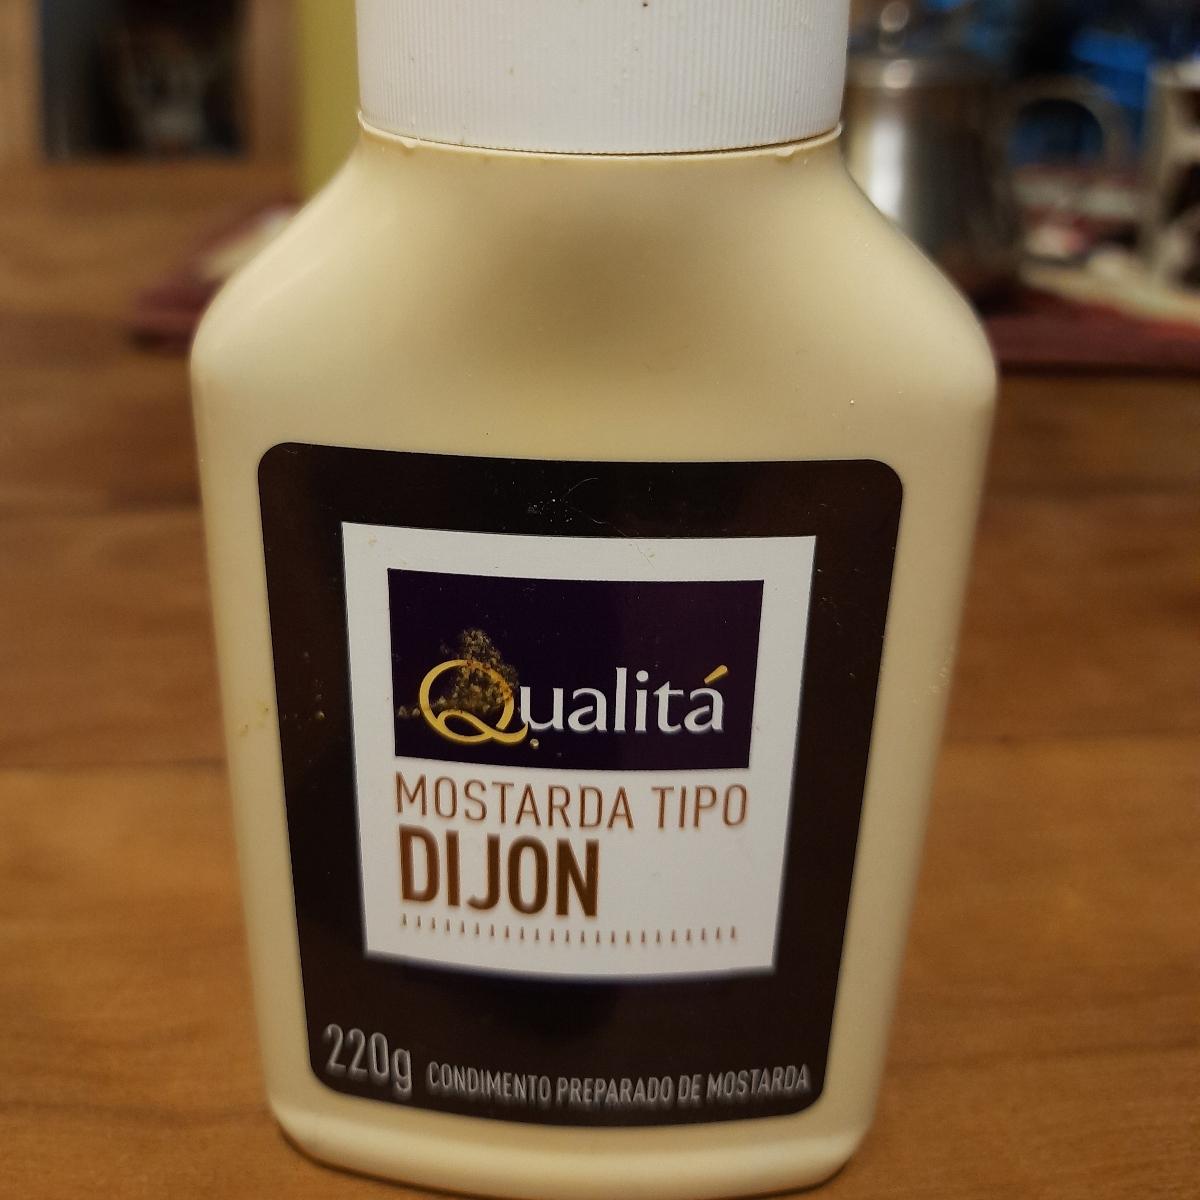 Qualitá
MOSTARDA TIPO
DIJON
220g CONDIMENTO PREPARADO DE MOSTARDA